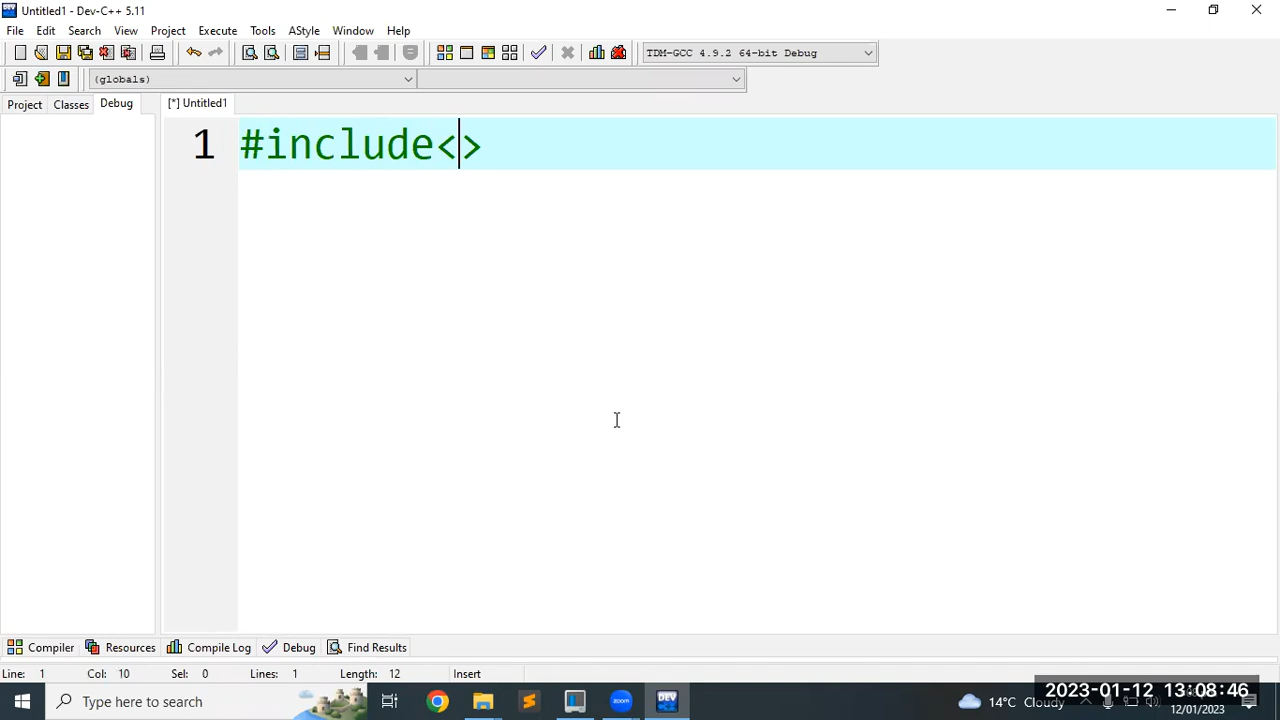 Untitled1 - Dev-C++ 5.11
File Edit Search View Project Execute Tools AStyle Window Help
TDM-GCC 4.9.2 64-bit Debug
(globals)
Project Classes Debug [*] Untitled1
1 #include<>
Compiler Resources Compile Log Debug Find Results
Line: 1 Col: 10 Sel: 0 Lines: 1 Length: 12 Insert
Type here to search
DEV
zoom
14°C Cloudy
2023-01-12 13:08:46
12/01/2023